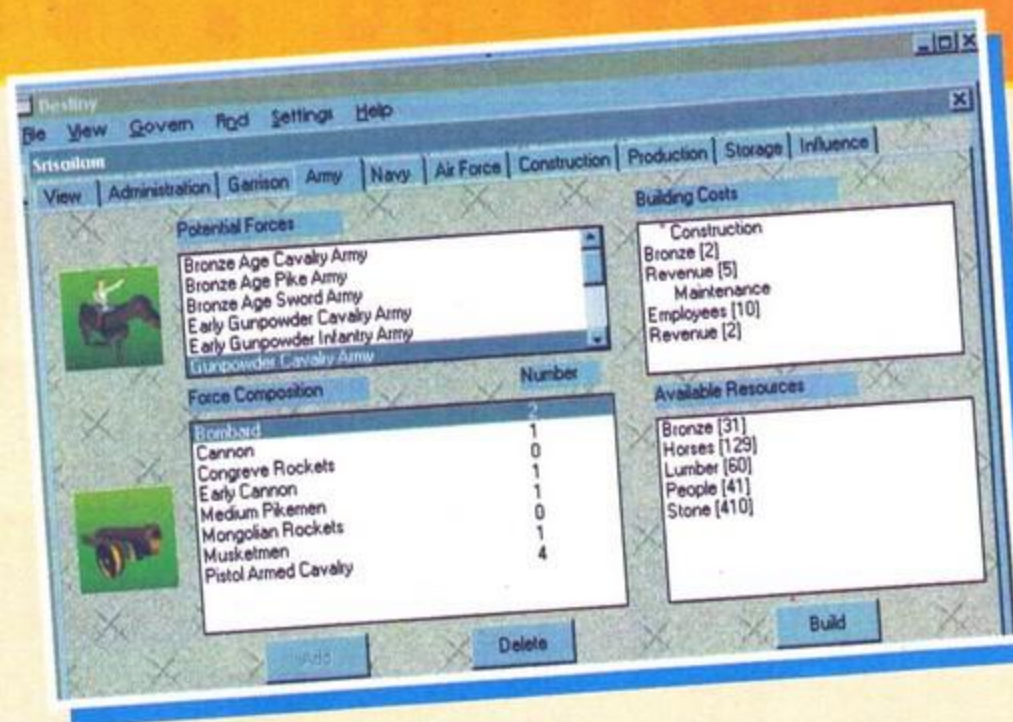 Destiny
File View Govern Find Settings Help
Srisailam
View Administration Garrison Army Navy Air Force Construction Production Storage Influence
Potential Forces
Bronze Age Cavalry Army
Bronze Age Pike Army
Bronze Age Sword Army
Early Gunpowder Cavalry Army
Early Gunpowder Infantry Army
Gunpowder Cavalry Army
Force Composition Number
Bombard 2
Cannon 1
Congreve Rockets 0
Early Cannon 1
Medium Pikemen 1
Mongolian Rockets 0
Musketmen 1
Pistol Armed Cavalry 4
Add Delete
Building Costs
Construction
Bronze [2]
Revenue [5]
Maintenance
Employees [10]
Revenue [2]
Available Resources
Bronze [31]
Horses [129]
Lumber [60]
People [41]
Stone [410]
Build